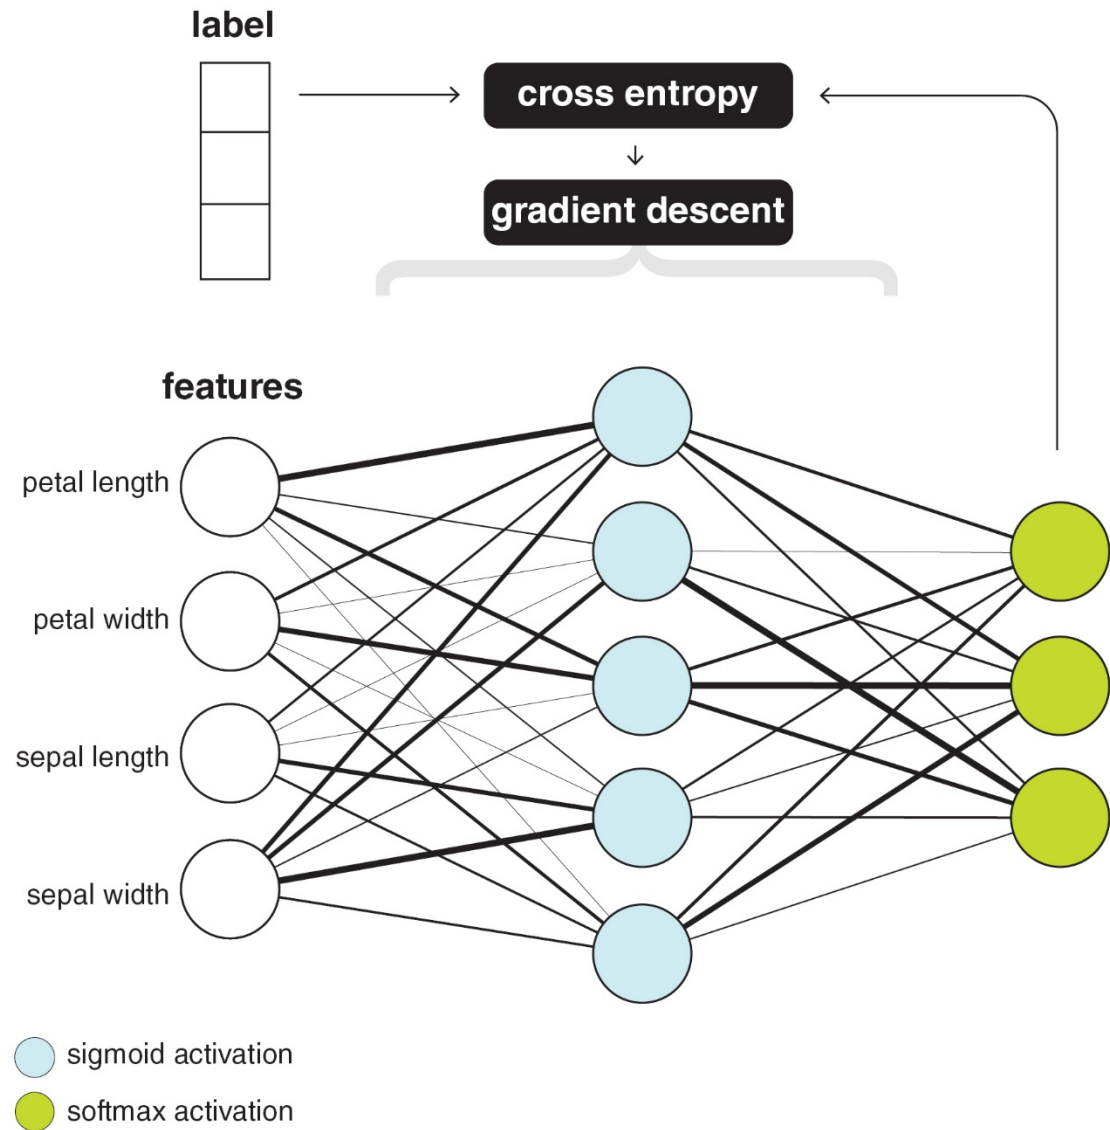 label
cross entropy
gradient descent
features
petal length
petal width
sepal length
sepal width
sigmoid activation
softmax activation